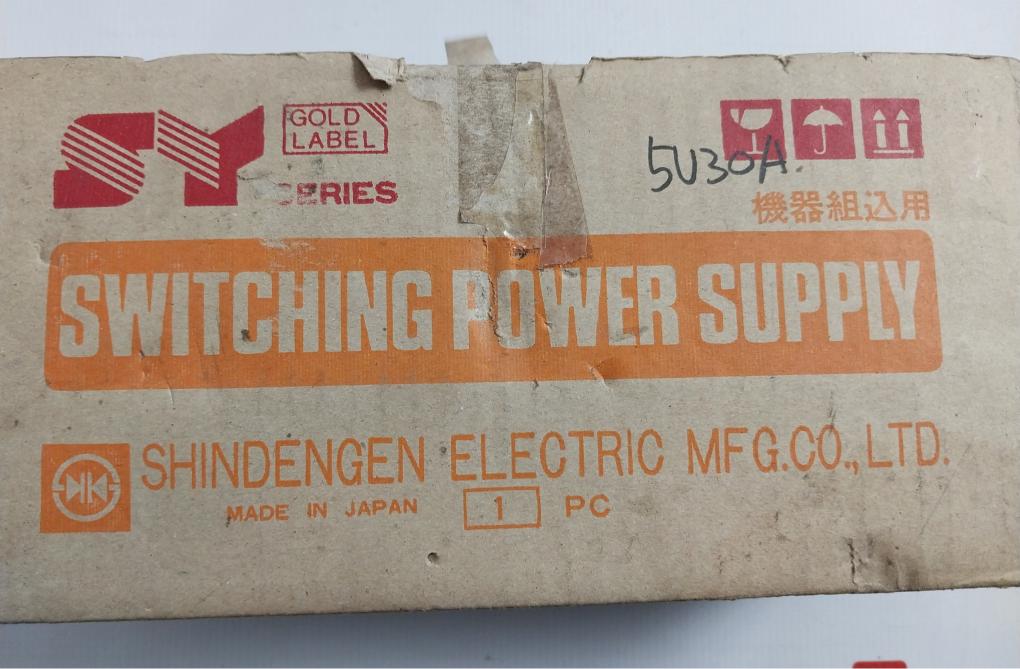 SY
GOLD
LABEL
SERIES
5V30A.
機器組込用
SWITCHING POWER SUPPLY
SHINDENGEN ELECTRIC MFG.CO.,LTD.
MADE IN JAPAN 1 PC